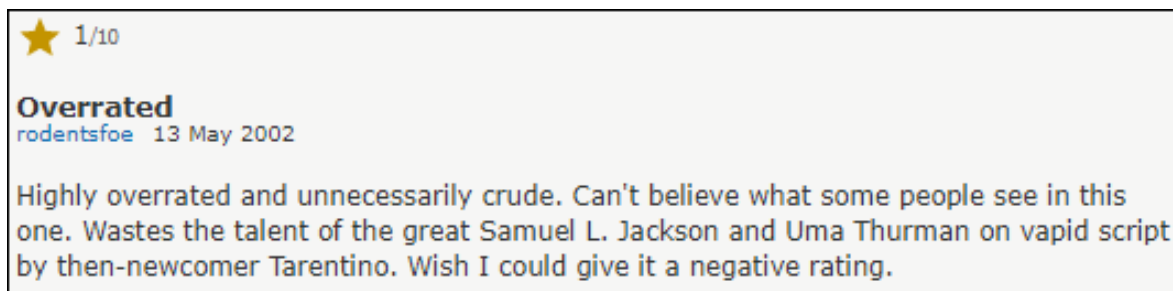 1/10
Overrated
rodentsfoe 13 May 2002
Highly overrated and unnecessarily crude. Can't believe what some people see in this
one. Wastes the talent of the great Samuel L. Jackson and Uma Thurman on vapid script
by then-newcomer Tarentino. Wish I could give it a negative rating.